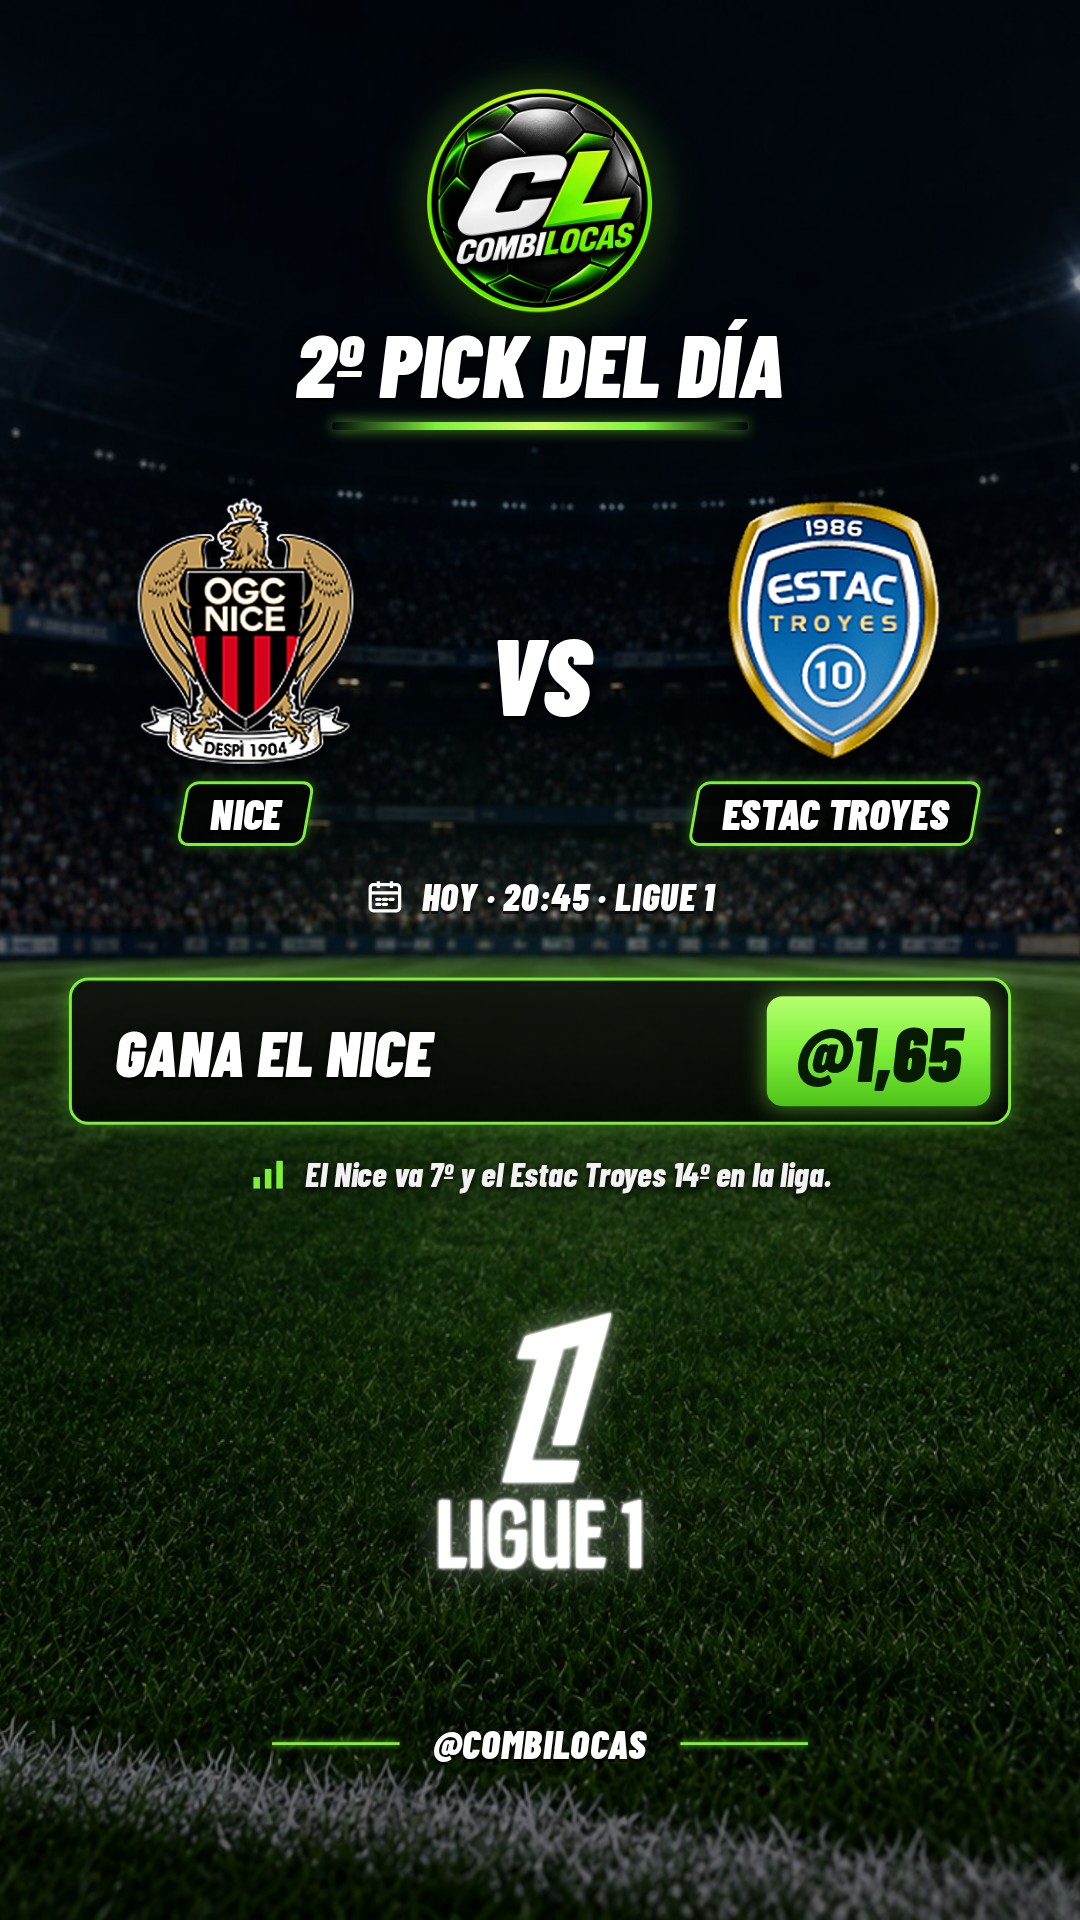 CL
COMBILOCAS
2º PICK DEL DÍA
OGC
NICE
DESPÌ 1904
1986
ESTAC
TROYES
10
VS
NICE
ESTAC TROYES
HOY · 20:45 · LIGUE 1
GANA EL NICE
@1,65
El Nice va 7º y el Estac Troyes 14º en la liga.
LIGUE 1
@COMBILOCAS